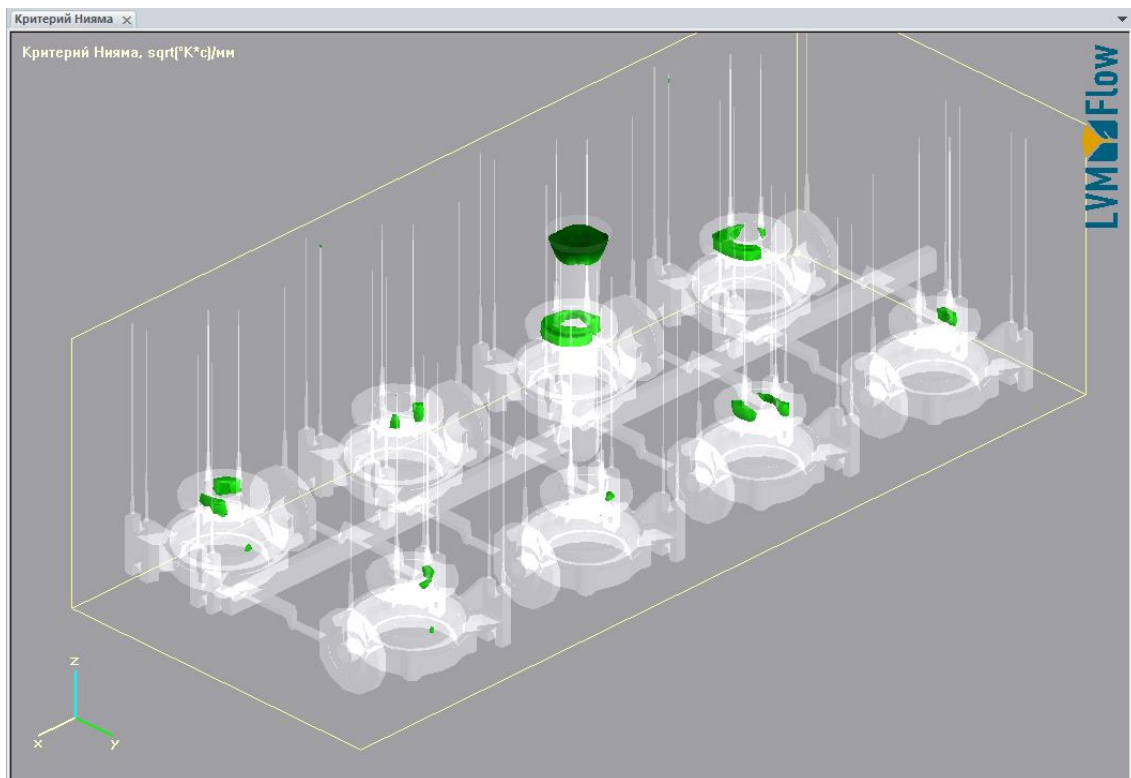 Критерий Нияма
Критерий Нияма, sqrt(°K*c)/мм
LVMFlow
z
x
y